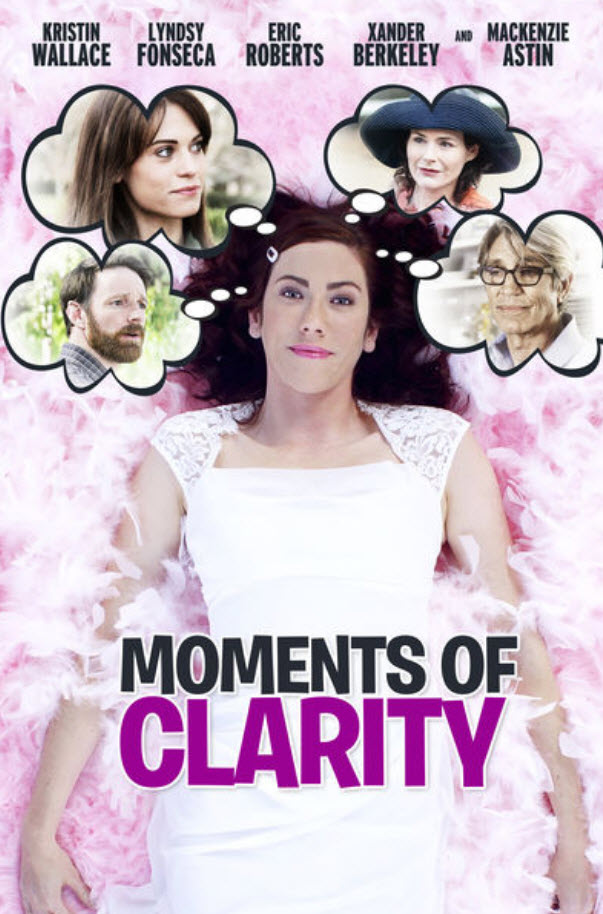 KRISTIN WALLACE
LYNDSY FONSECA
ERIC ROBERTS
XANDER BERKELEY
AND
MACKENZIE ASTIN
MOMENTS OF
CLARITY